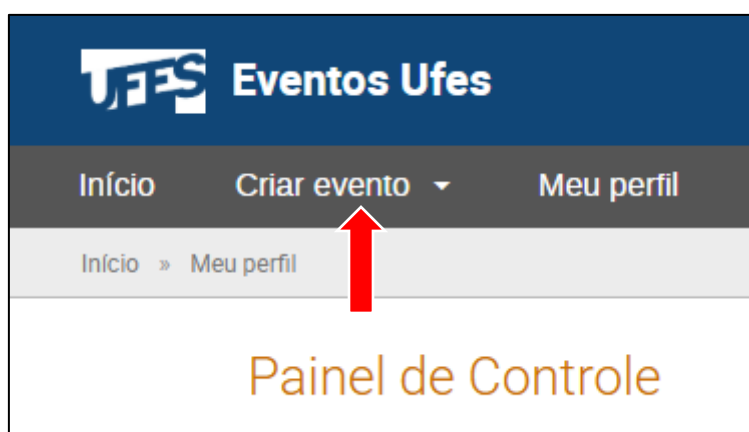 UFES Eventos Ufes
Início Criar evento Meu perfil
Início » Meu perfil
Painel de Controle